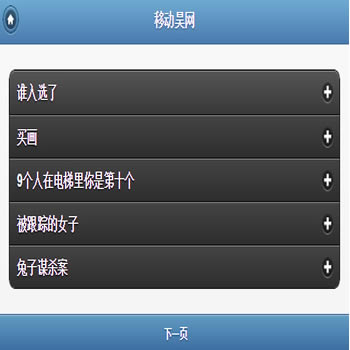 移动昊网
谁入选了
买画
9个人在电梯里你是第十个
被跟踪的女子
兔子谋杀案
下一页